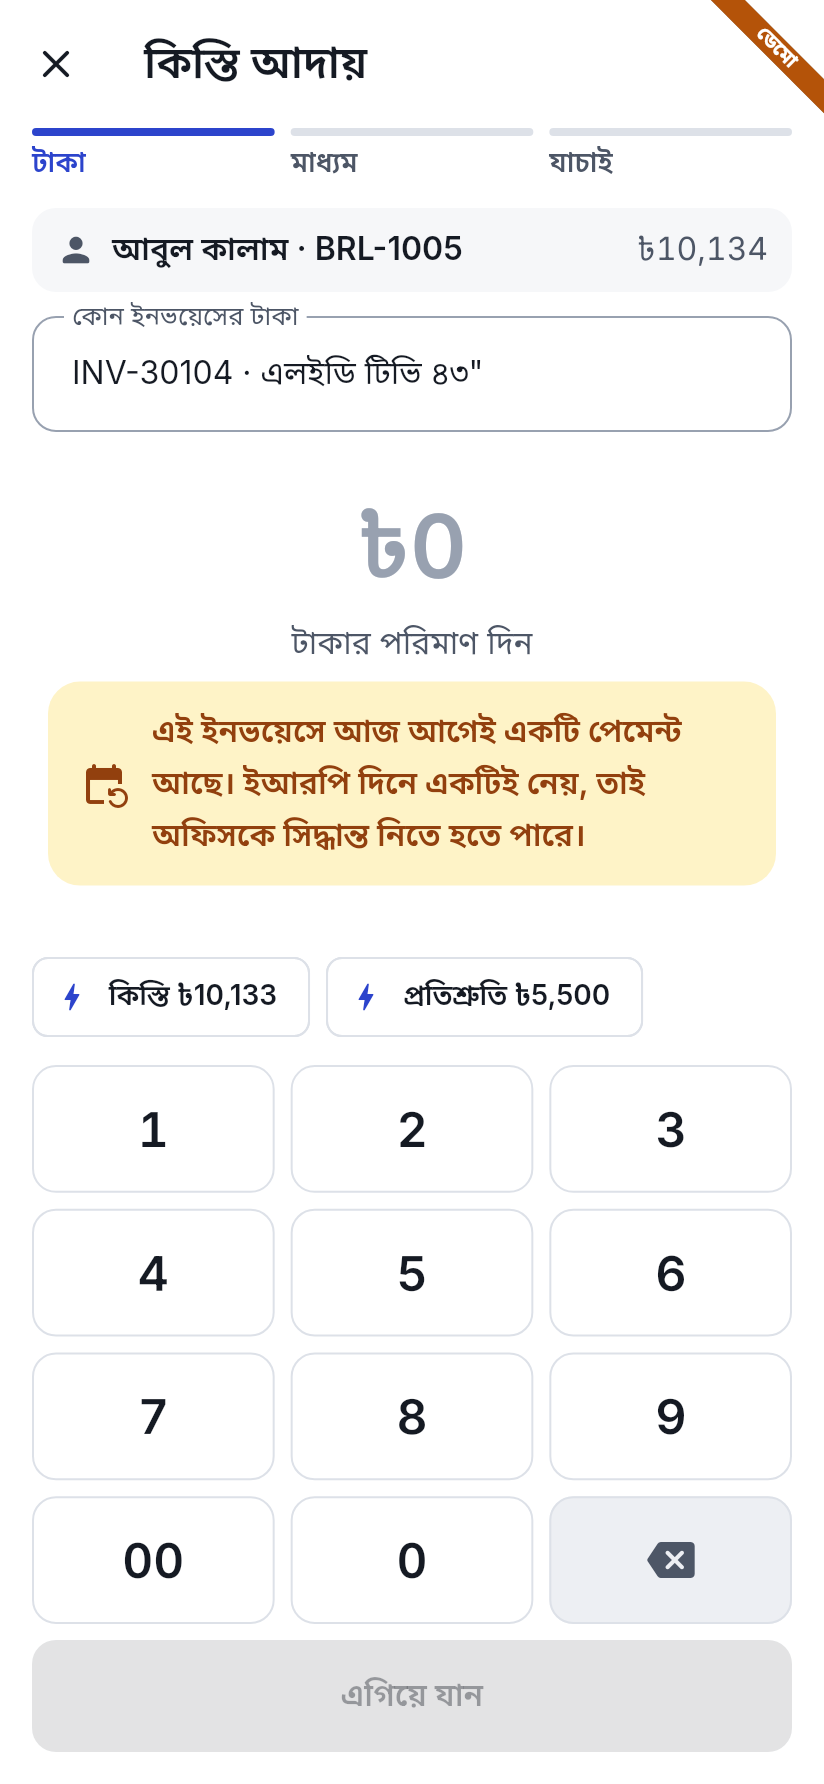 কিস্তি আদায়
ডেমো
টাকা
মাধ্যম
যাচাই
আবুল কালাম · BRL-1005
৳10,134
কোন ইনভয়েসের টাকা
INV-30104 · এলইডি টিভি ৪৩"
৳0
টাকার পরিমাণ দিন
এই ইনভয়েসে আজ আগেই একটি পেমেন্ট
আছে। ইআরপি দিনে একটিই নেয়, তাই
অফিসকে সিদ্ধান্ত নিতে হতে পারে।
কিস্তি ৳10,133
প্রতিশ্রুতি ৳5,500
1
2
3
4
5
6
7
8
9
00
0
এগিয়ে যান